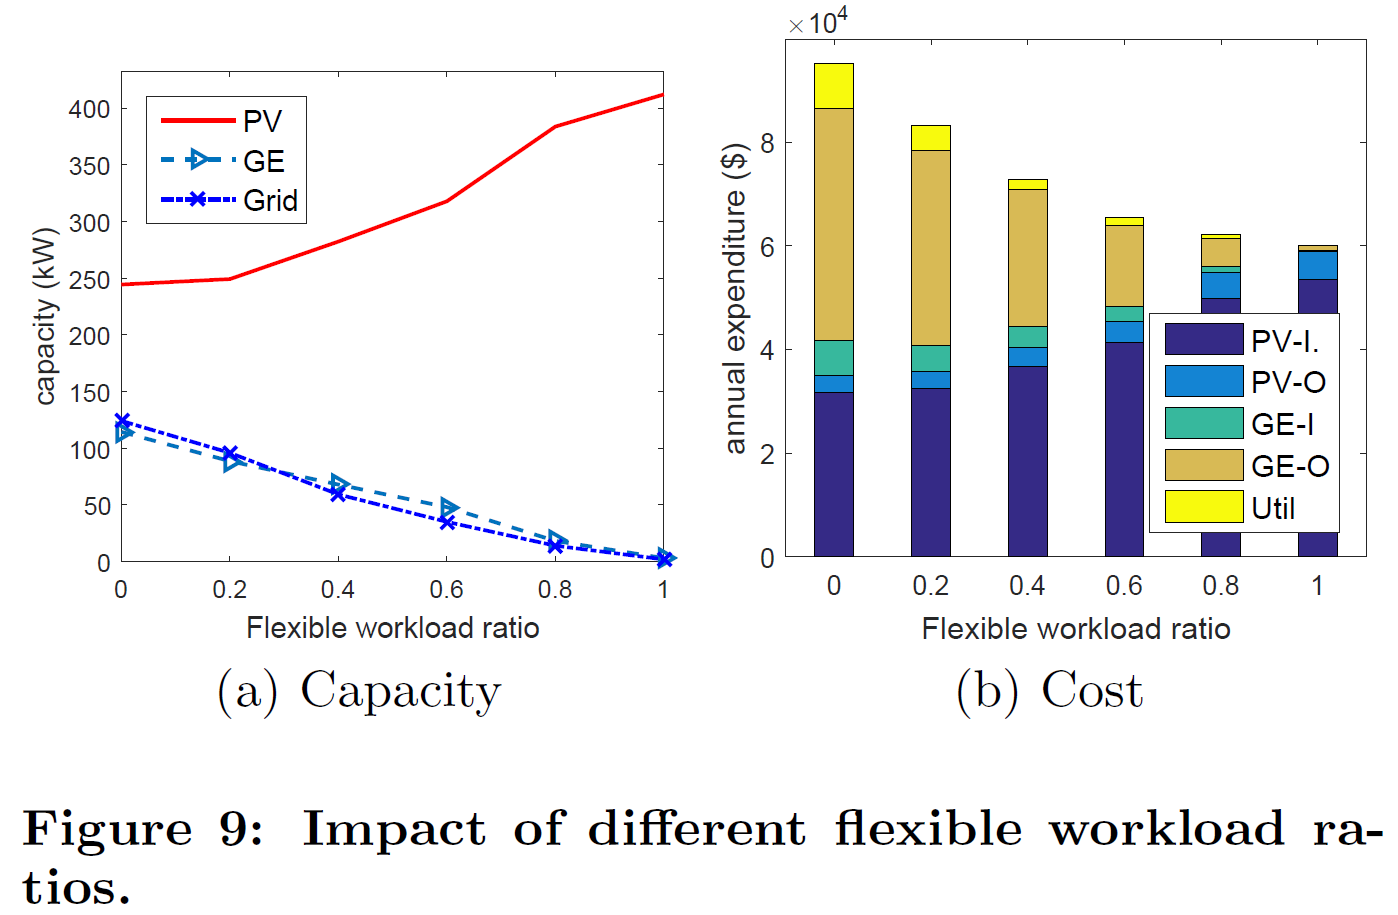 400
350
300
250
200
150
100
50
0
capacity (kW)
PV
GE
Grid
0 0.2 0.4 0.6 0.8 1
Flexible workload ratio
(a) Capacity
×10⁴
8
6
4
2
0
annual expenditure ($)
PV-I.
PV-O
GE-I
GE-O
Util
0 0.2 0.4 0.6 0.8 1
Flexible workload ratio
(b) Cost
Figure 9: Impact of different flexible workload ra-
tios.